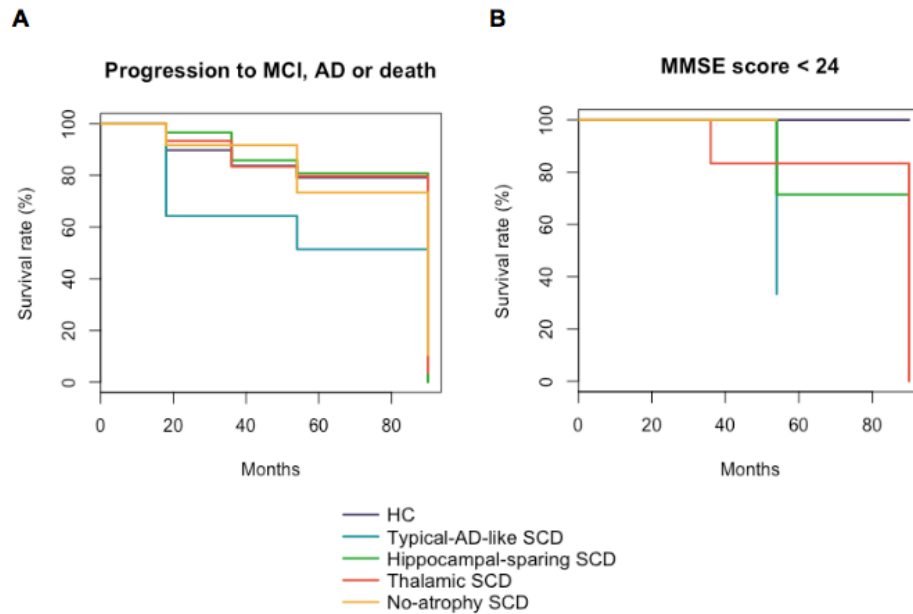 A
B
Progression to MCI, AD or death
MMSE score < 24
Survival rate (%)
100
80
60
40
20
0
0 20 40 60 80
Months
Survival rate (%)
100
80
60
40
20
0
0 20 40 60 80
Months
HC
Typical-AD-like SCD
Hippocampal-sparing SCD
Thalamic SCD
No-atrophy SCD